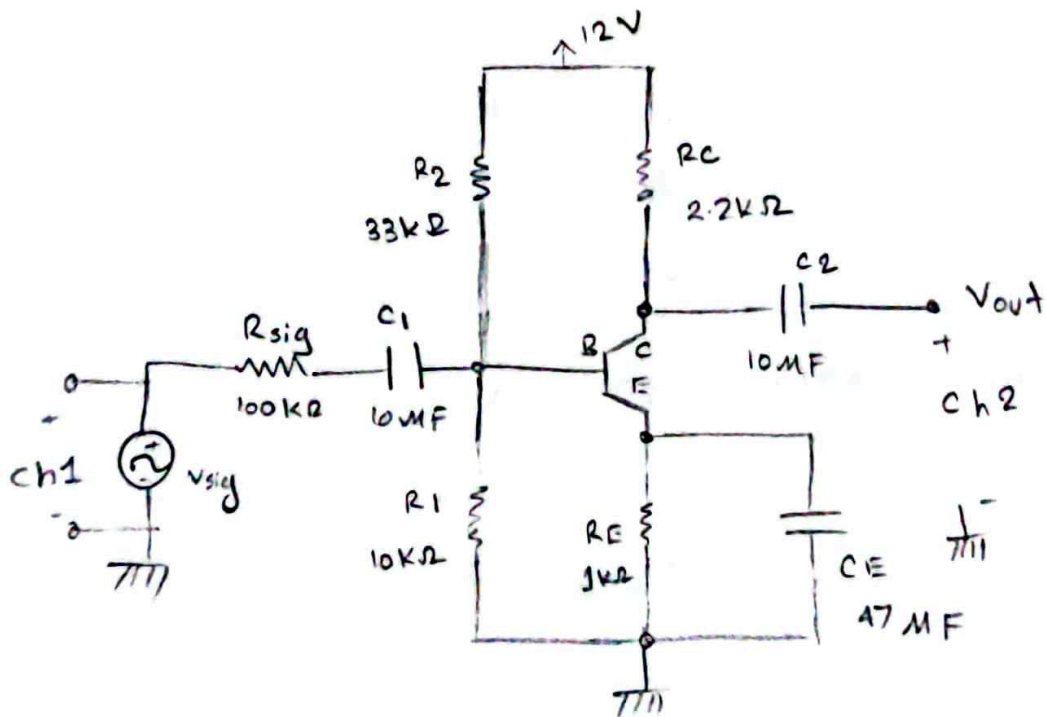 12V
R2
33kΩ
RC
2.2kΩ
C2
10MF
Vout
+
Ch2
-
Rsig
100kΩ
C1
10MF
B
C
E
+
Ch1
-
+
-
vsig
R1
10KΩ
RE
1kΩ
CE
47MF